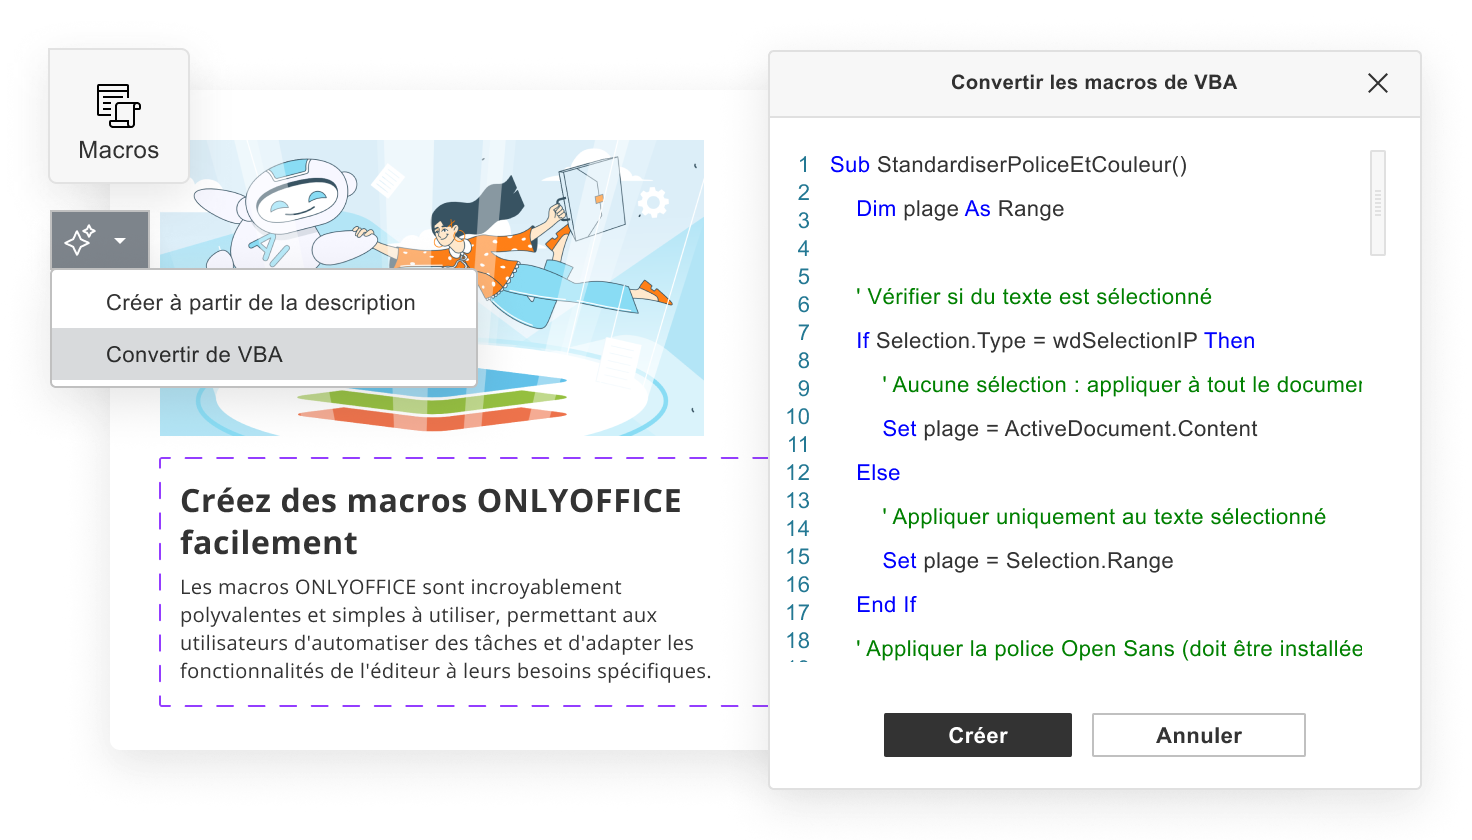 Macros
Créer à partir de la description
Convertir de VBA
AI
Créez des macros ONLYOFFICE
facilement
Les macros ONLYOFFICE sont incroyablement
polyvalentes et simples à utiliser, permettant aux
utilisateurs d'automatiser des tâches et d'adapter les
fonctionnalités de l'éditeur à leurs besoins spécifiques.
Convertir les macros de VBA
1
2
3
4
5
6
7
8
9
10
11
12
13
14
15
16
17
18
Sub StandardiserPoliceEtCouleur()
Dim plage As Range
' Vérifier si du texte est sélectionné
If Selection.Type = wdSelectionIP Then
' Aucune sélection : appliquer à tout le
Set plage = ActiveDocument.Content
Else
' Appliquer uniquement au texte sélectionné
Set plage = Selection.Range
End If
' Appliquer la police Open Sans (doit être installée
Créer
Annuler